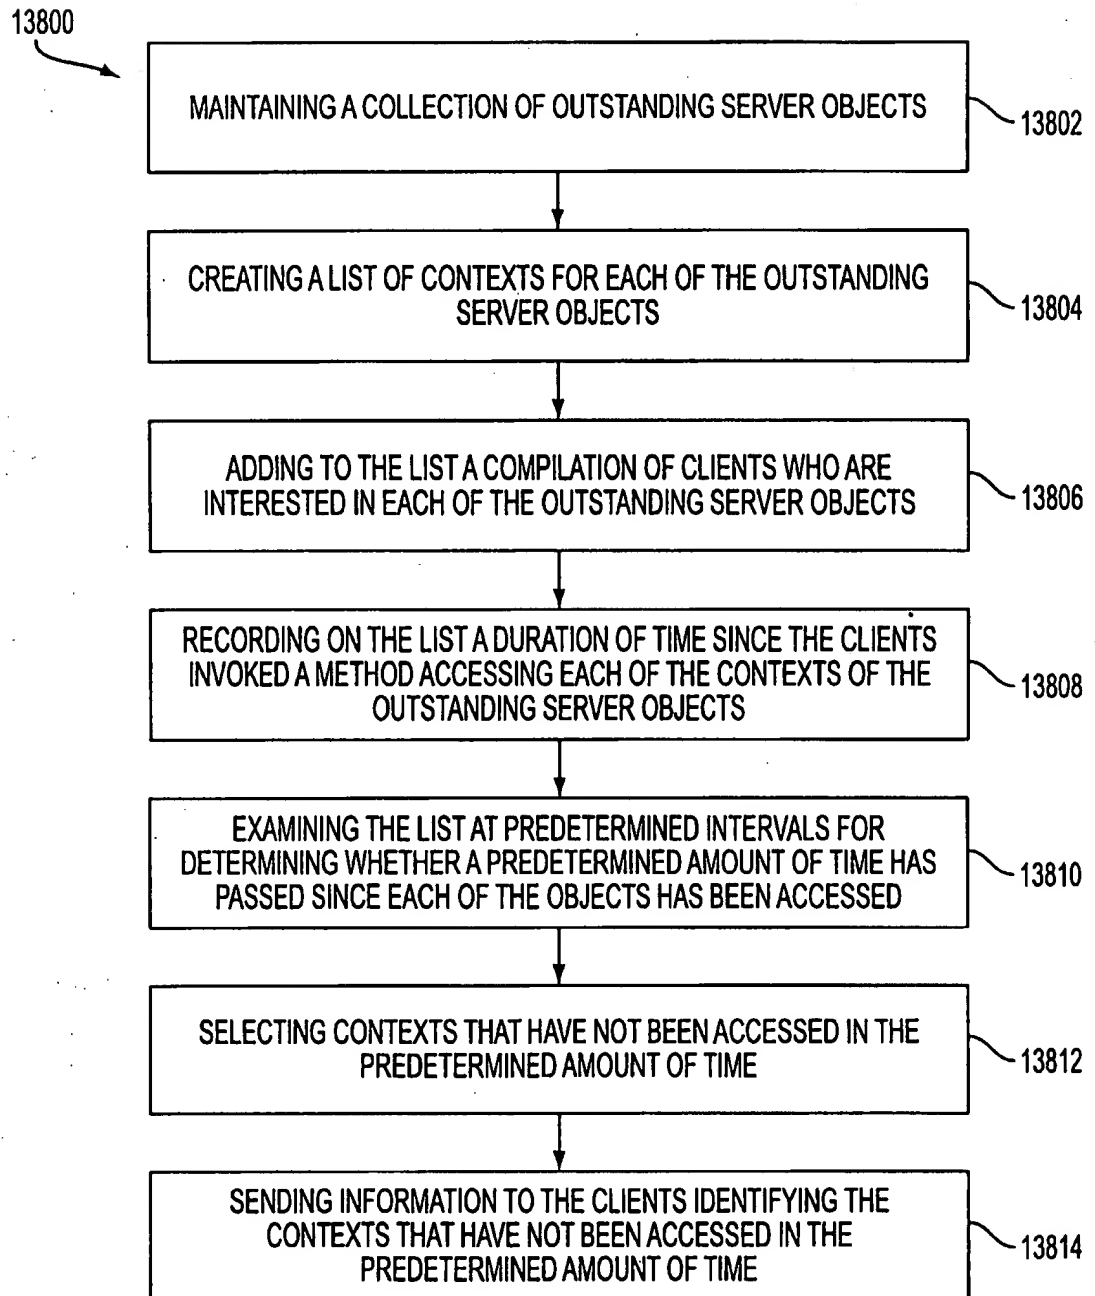 13800
MAINTAINING A COLLECTION OF OUTSTANDING SERVER OBJECTS
13802
CREATING A LIST OF CONTEXTS FOR EACH OF THE OUTSTANDING
SERVER OBJECTS
13804
ADDING TO THE LIST A COMPILATION OF CLIENTS WHO ARE
INTERESTED IN EACH OF THE OUTSTANDING SERVER OBJECTS
13806
RECORDING ON THE LIST A DURATION OF TIME SINCE THE CLIENTS
INVOKED A METHOD ACCESSING EACH OF THE CONTEXTS OF THE
OUTSTANDING SERVER OBJECTS
13808
EXAMINING THE LIST AT PREDETERMINED INTERVALS FOR
DETERMINING WHETHER A PREDETERMINED AMOUNT OF TIME HAS
PASSED SINCE EACH OF THE OBJECTS HAS BEEN ACCESSED
13810
SELECTING CONTEXTS THAT HAVE NOT BEEN ACCESSED IN THE
PREDETERMINED AMOUNT OF TIME
13812
SENDING INFORMATION TO THE CLIENTS IDENTIFYING THE
CONTEXTS THAT HAVE NOT BEEN ACCESSED IN THE
PREDETERMINED AMOUNT OF TIME
13814